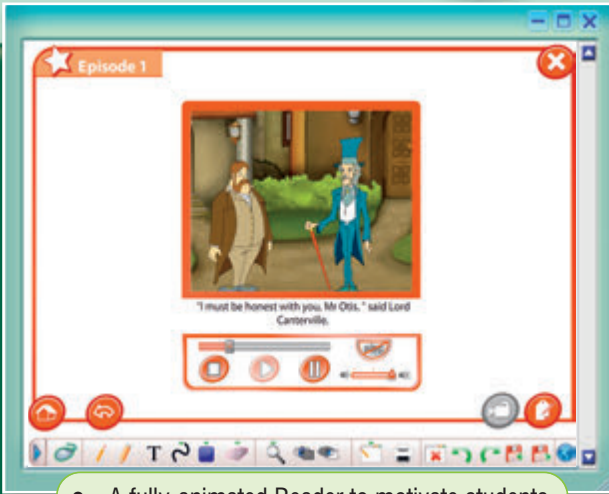 Episode 1
"I must be honest with you, Mr Otis, " said Lord
Canterville.
T
A fully-animated Reader to motivate students